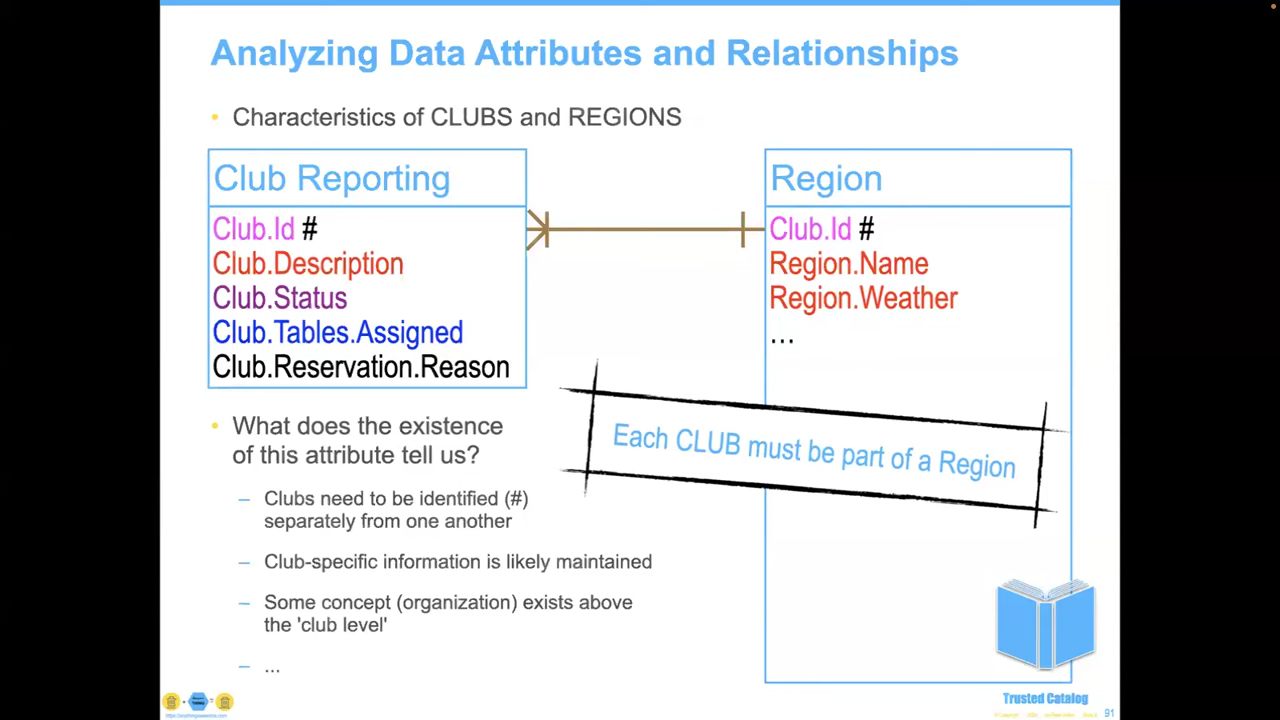 Analyzing Data Attributes and Relationships
• Characteristics of CLUBS and REGIONS
Club Reporting
Club.Id #
Club.Description
Club.Status
Club.Tables.Assigned
Club.Reservation.Reason
Region
Club.Id #
Region.Name
Region.Weather
...
Each CLUB must be part of a Region
• What does the existence
of this attribute tell us?
– Clubs need to be identified (#)
separately from one another
– Club-specific information is likely maintained
– Some concept (organization) exists above
the 'club level'
– ...
Trusted Catalog
91